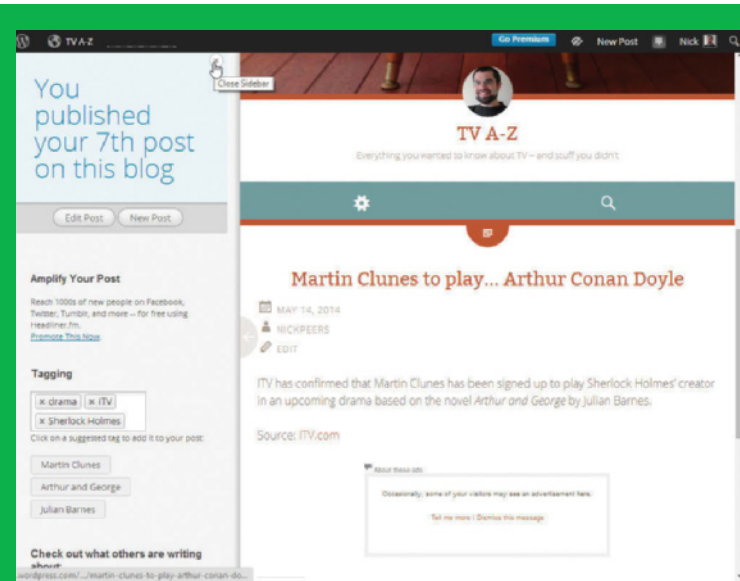 TV A-Z
Go Premium
New Post
Nick
You
published
your 7th post
on this blog
Close Sidebar
Edit Post
New Post
Amplify Your Post
Reach 1000s of new people on Facebook,
Twitter, Tumblr, and more -- for free using
Headliner.fm.
Promote This Now.
Tagging
x drama x ITV
x Sherlock Holmes
Click on a suggested tag to add it to your post:
Martin Clunes
Arthur and George
Julian Barnes
Check out what others are writing
about:
wordpress.com/.../martin-clunes-to-play-arthur-conan-do...
TV A-Z
Everything you wanted to know about TV – and stuff you didn't
Martin Clunes to play... Arthur Conan Doyle
MAY 14, 2014
NICKPEERS
EDIT
ITV has confirmed that Martin Clunes has been signed up to play Sherlock Holmes' creator
in an upcoming drama based on the novel Arthur and George by Julian Barnes.
Source: ITV.com
About these ads
Occasionally, some of your visitors may see an advertisement here.
Tell me more | Dismiss this message